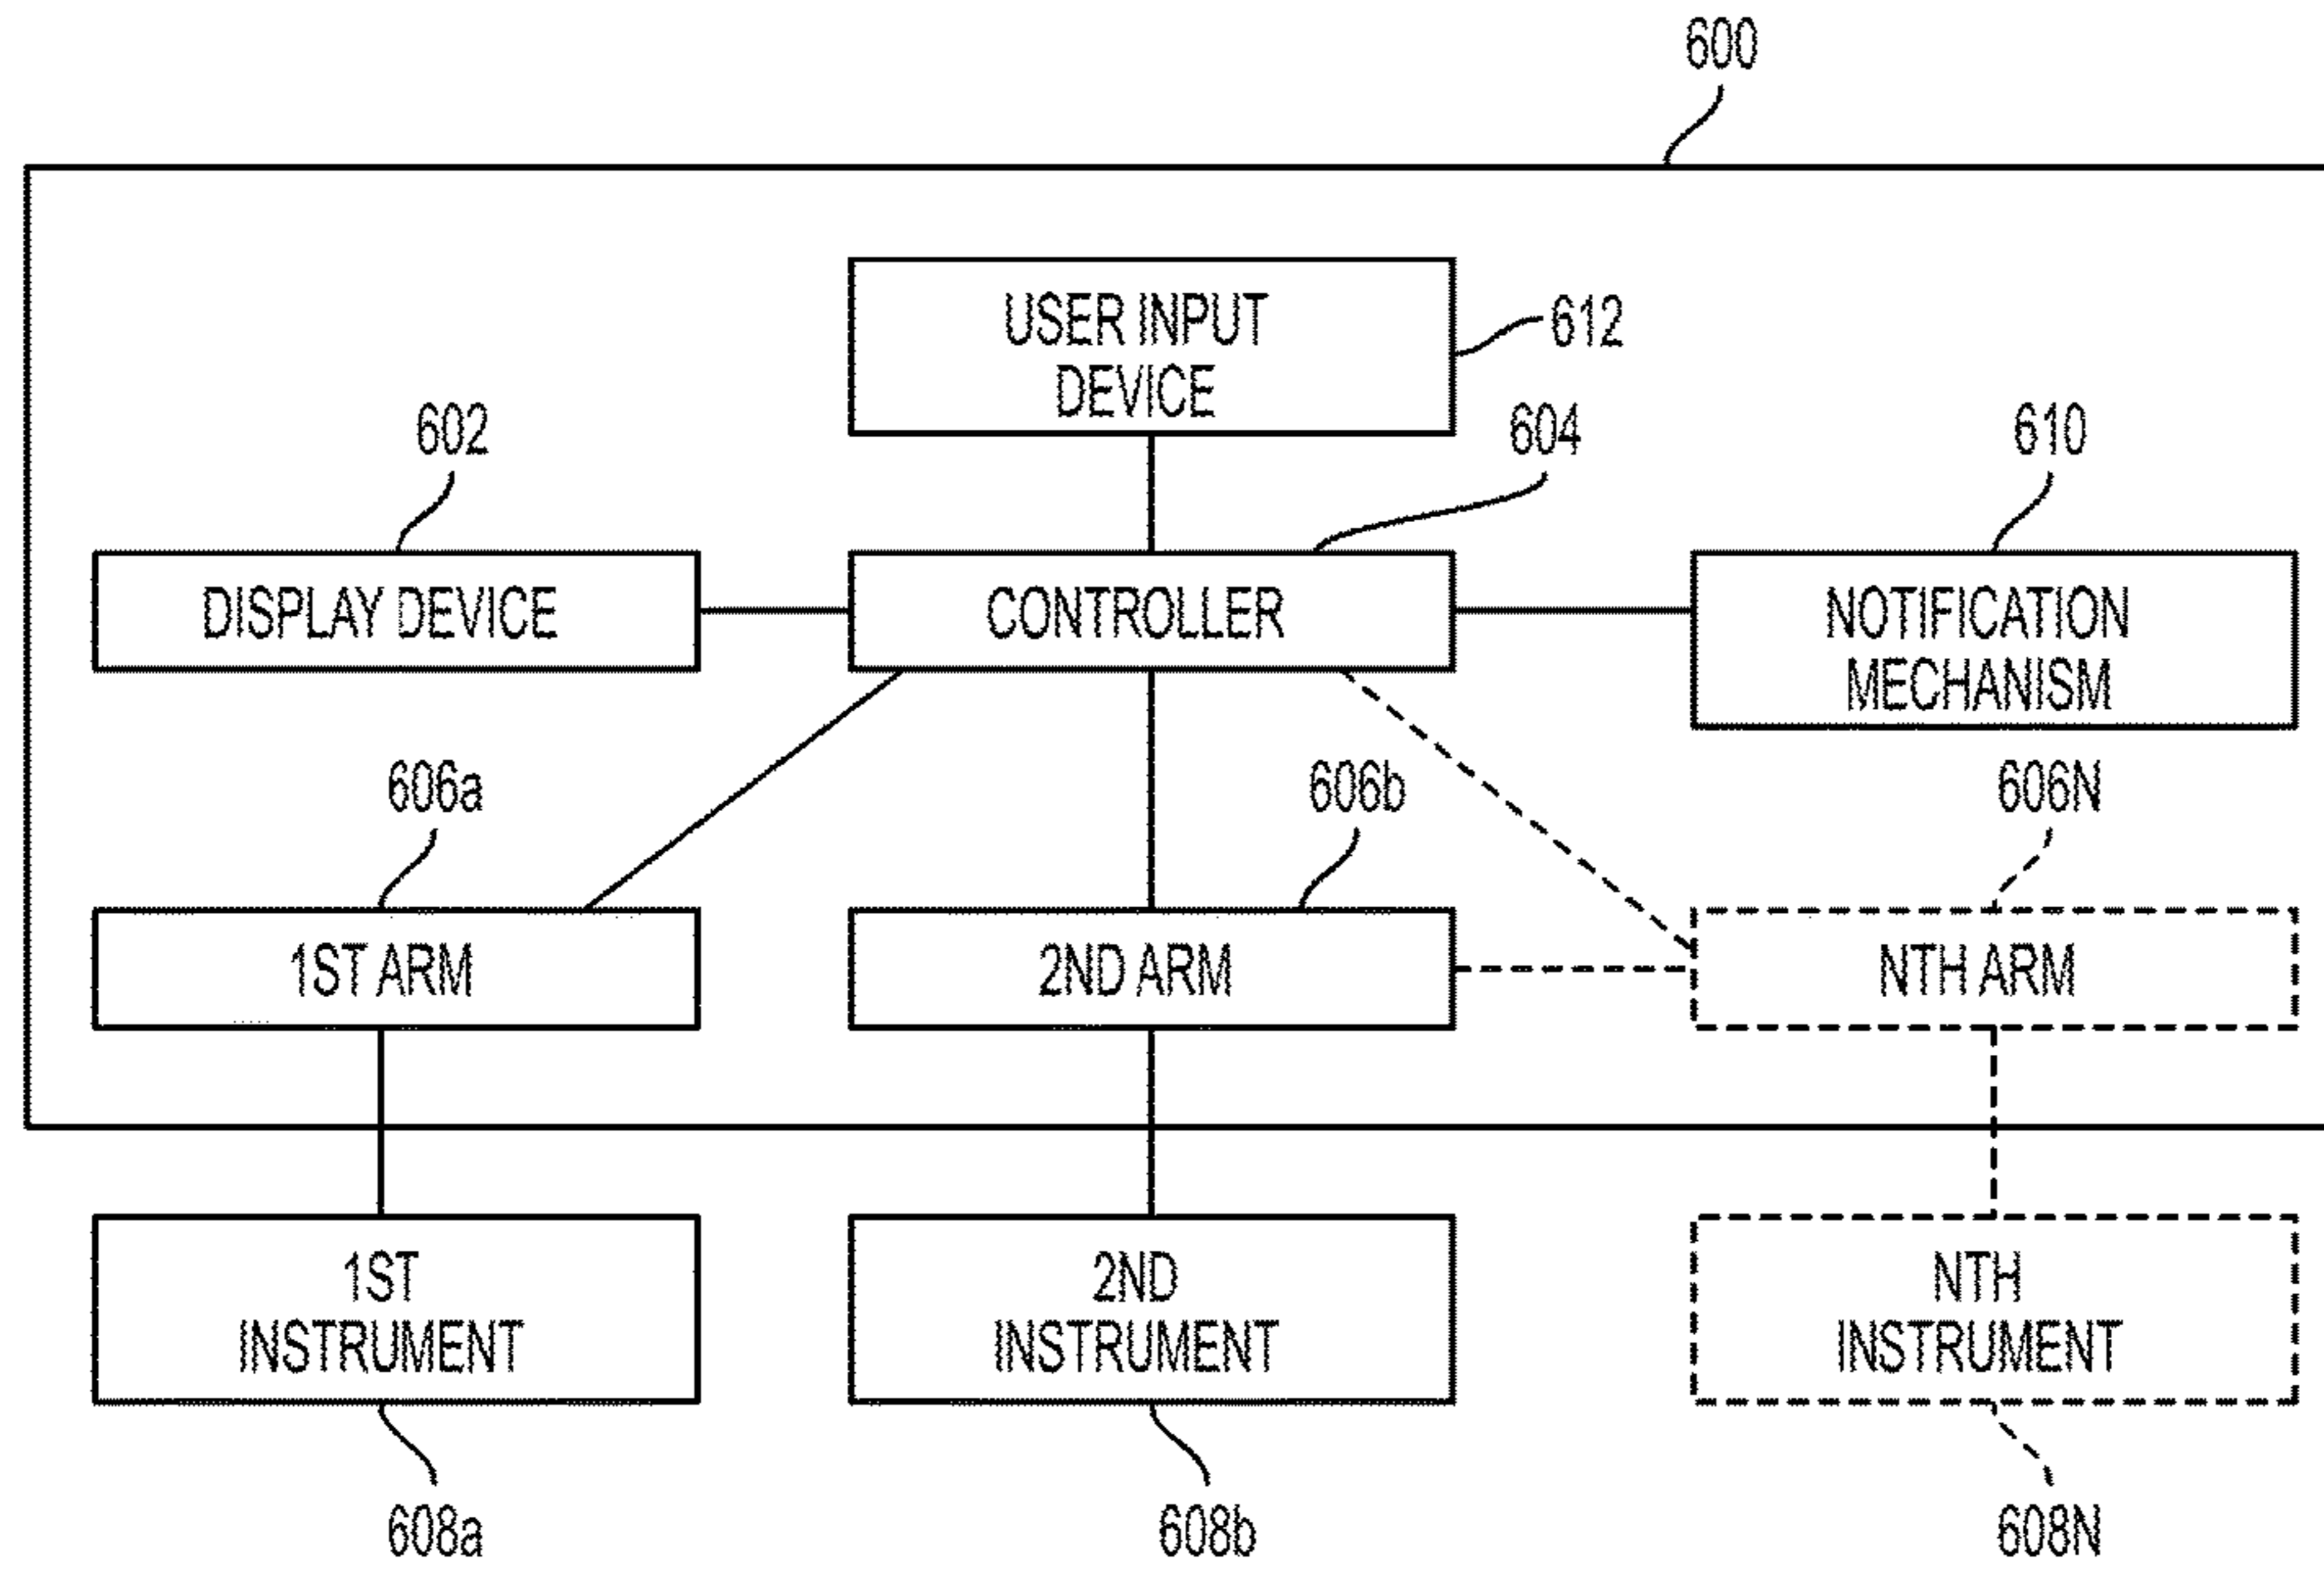 600
USER INPUT
DEVICE
612
602
604
610
DISPLAY DEVICE
CONTROLLER
NOTIFICATION
MECHANISM
606a
606b
606N
1ST ARM
2ND ARM
NTH ARM
1ST
INSTRUMENT
2ND
INSTRUMENT
NTH
INSTRUMENT
608a
608b
608N